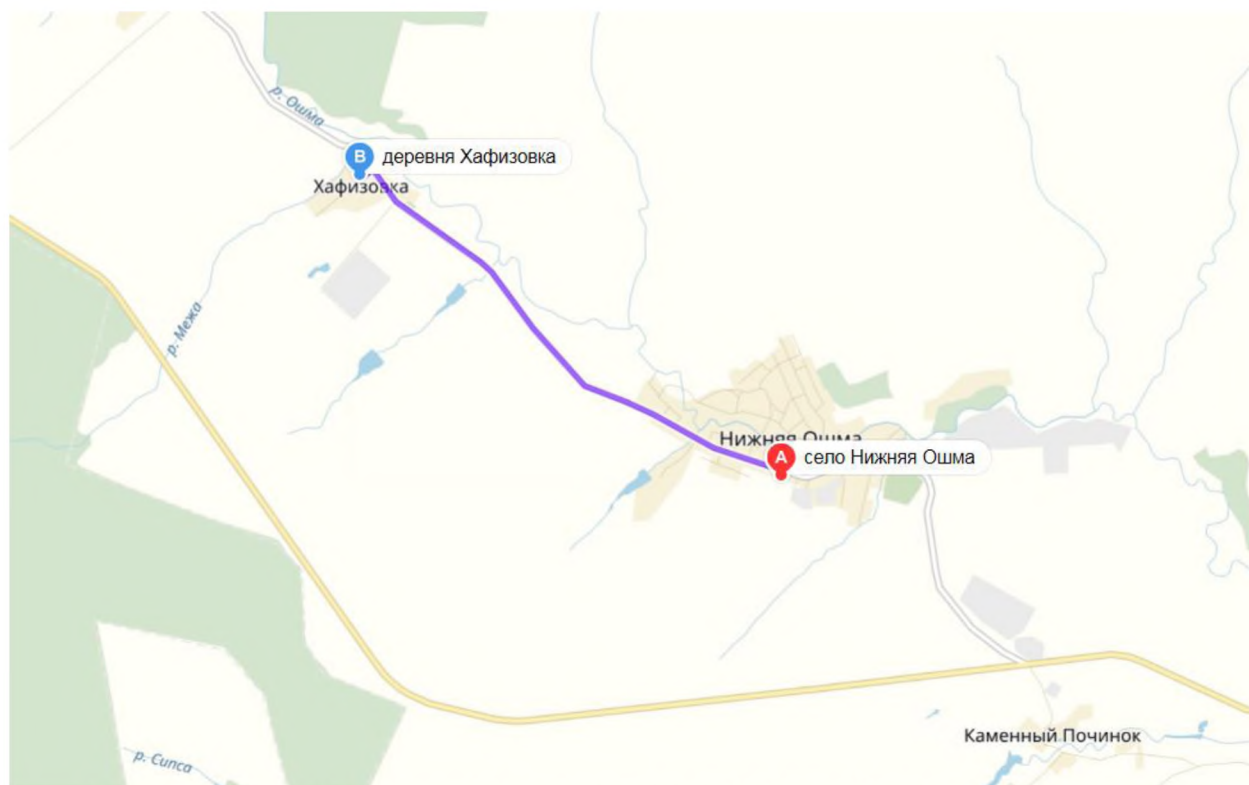 р. Ошма
B
деревня Хафизовка
Хафизовка
р. Межа
Нижняя Ошма
A
село Нижняя Ошма
Каменный Починок
р. Сипса